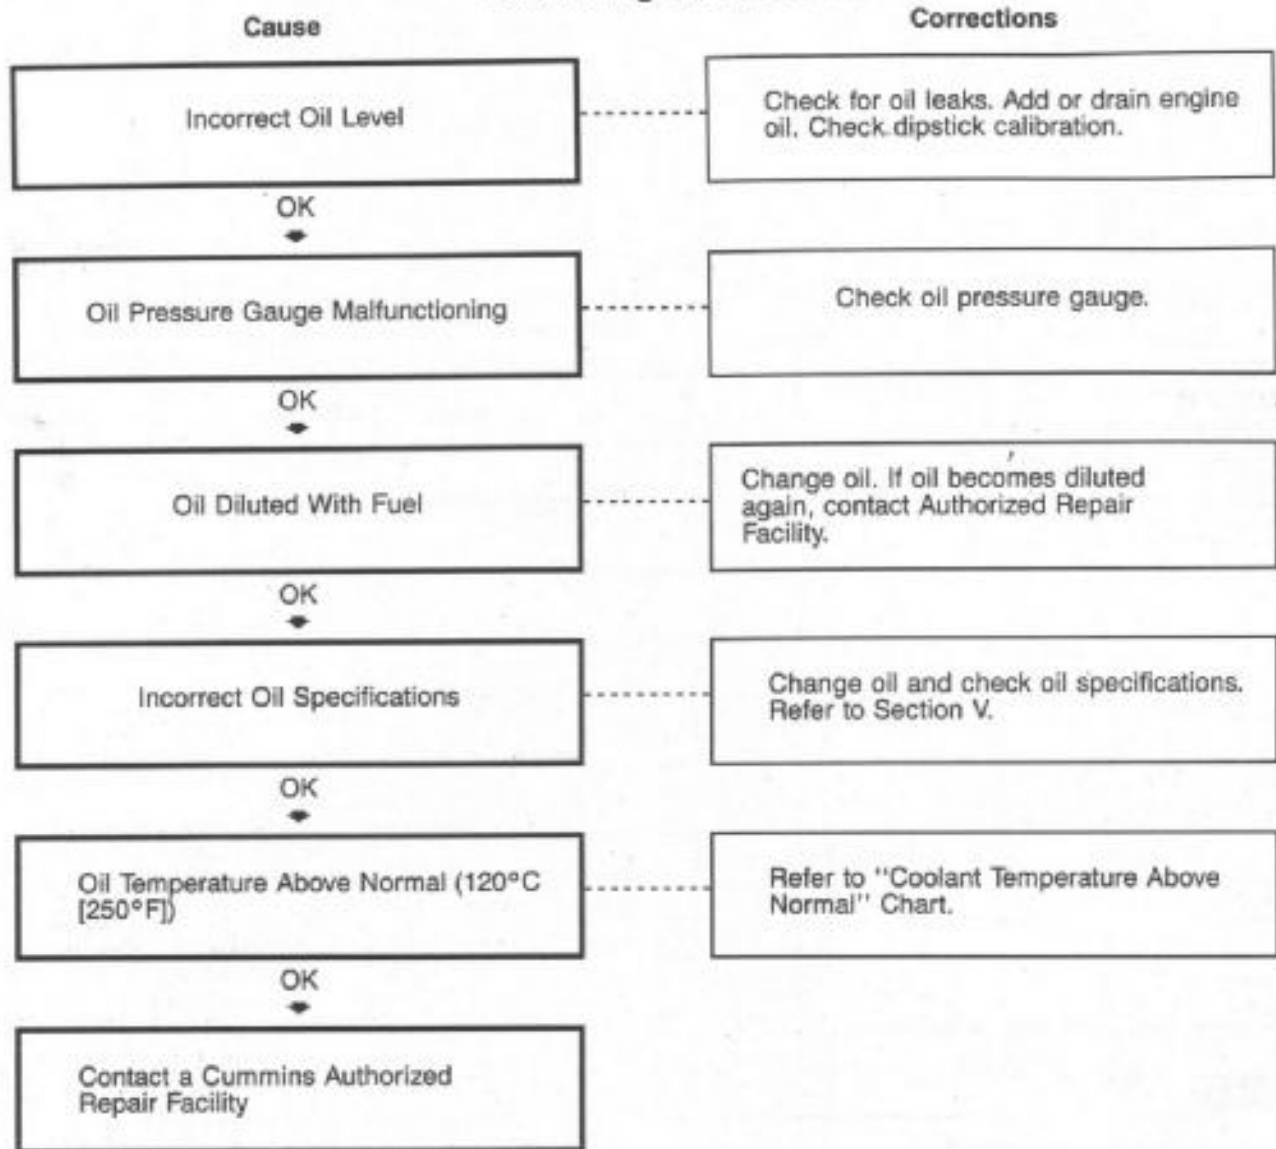 Cause
Corrections
Incorrect Oil Level
Check for oil leaks. Add or drain engine
oil. Check dipstick calibration.
OK
Oil Pressure Gauge Malfunctioning
Check oil pressure gauge.
OK
Oil Diluted With Fuel
Change oil. If oil becomes diluted
again, contact Authorized Repair
Facility.
OK
Incorrect Oil Specifications
Change oil and check oil specifications.
Refer to Section V.
OK
Oil Temperature Above Normal (120°C
[250°F])
Refer to "Coolant Temperature Above
Normal" Chart.
OK
Contact a Cummins Authorized
Repair Facility